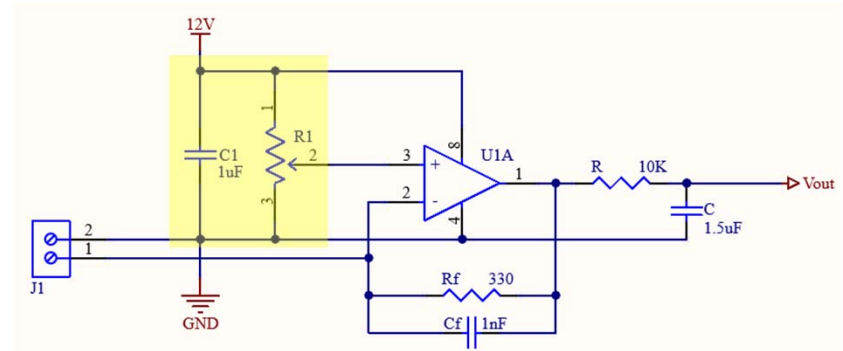 12V
1
R1
C1
1uF
2
3
3
+
2
-
8
U1A
1
4
R 10K
Vout
C
1.5uF
2
1
J1
GND
Rf 330
Cf 1nF